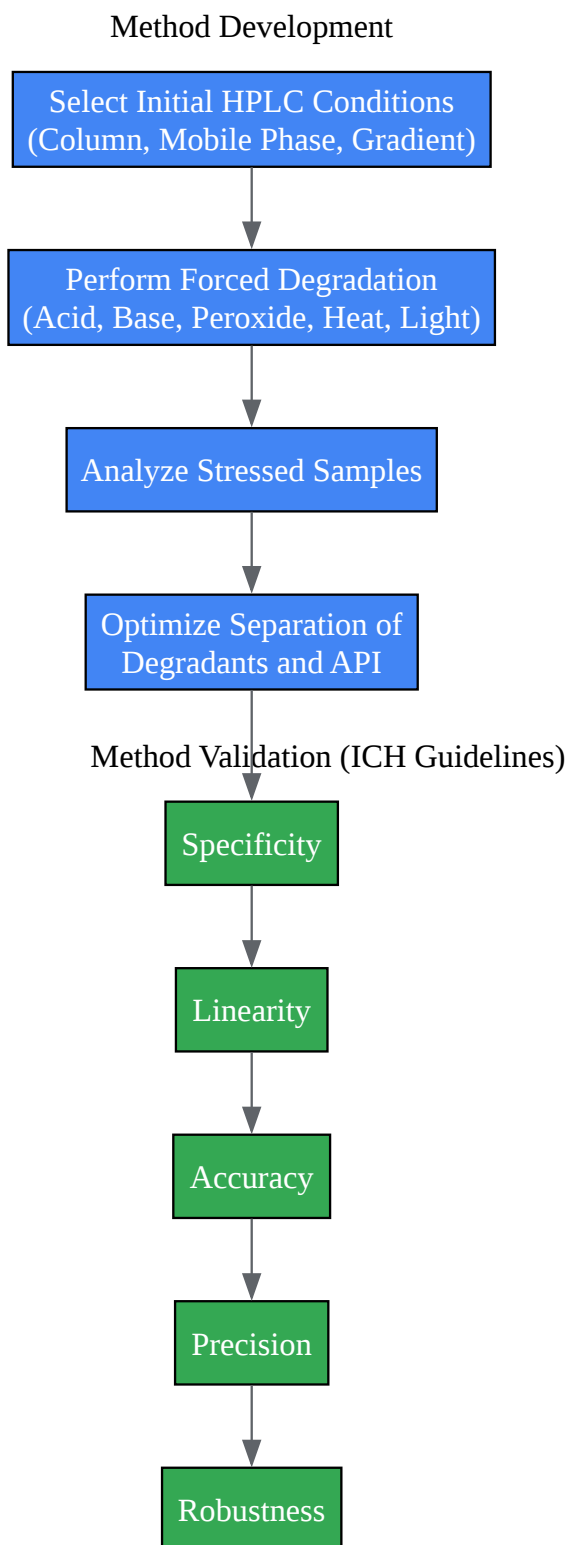 Method Development
Select Initial HPLC Conditions
(Column, Mobile Phase, Gradient)
Perform Forced Degradation
(Acid, Base, Peroxide, Heat, Light)
Analyze Stressed Samples
Optimize Separation of
Degradants and API
Method Validation (ICH Guidelines)
Specificity
Linearity
Accuracy
Precision
Robustness